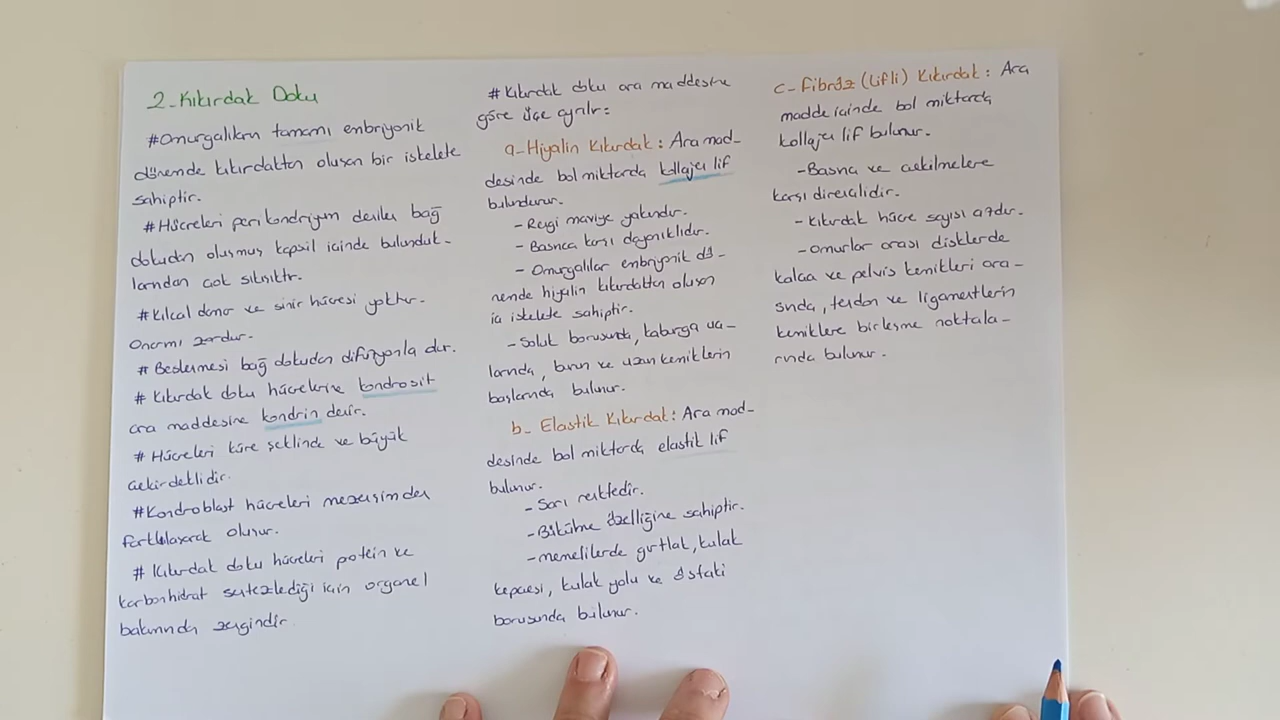 2-Kıkırdak Doku
#Omurgalıların tamamı embriyonik
dönemde kıkırdaktan oluşan bir iskelete
sahiptir.
#Hücreleri perikondriyum denilen bağ
dokudan oluşmuş kapsül içinde bulunduk-
larından çok sıkışıktır.
#Kılcal damar ve sinir hücresi yoktur.
Onarımı zordur.
# Beslenmesi bağ dokudan difüzyonla dır.
# Kıkırdak doku hücrelerine kondrosit
ara maddesine kondrin denir.
# Hücreleri küre şeklinde ve büyük
çekirdeklidir.
#Kondroblast hücreleri mezenşimden
farklılaşarak oluşur.
# Kıkırdak doku hücreleri potein ve
karbonhidrat sentezlediği için organel
bakımında zengindir.
# Kıkırdak doku ara maddesine
göre üçe ayrılır:
a-Hiyalin Kıkırdak: Ara mad-
desinde bol miktarda kollajen lif
bulundurur.
- Rengi maviye yakındır.
- Basınca karşı dayanıklıdır.
- Omurgalılar embriyonik dö-
nemde hiyalin kıkırdaktan oluşan
iç iskelete sahiptir.
- Soluk borusunda, kaburga uç-
larında, burun ve uzun kemiklerin
başlarında bulunur.
b- Elastik Kıkırdak: Ara mad-
desinde bol miktarda elastik lif
bulunur.
- Sarı renktedir.
- Bükülme özelliğine sahiptir.
- memelilerde gırtlak, kulak
kepçesi, kulak yolu ve östaki
borusunda bulunur.
c- Fibröz (Lifli) Kıkırdak: Ara
madde içinde bol miktarda
kollajen lif bulunur.
- Basınç ve çekilmelere
karşı dirençlidir.
- Kıkırdak hücre sayısı azdır.
- Omurlar arası disklerde
kalça ve pelvis kemikleri ara-
sında, tendon ve ligamentlerin
kemiklere birleşme noktala-
rında bulunur.